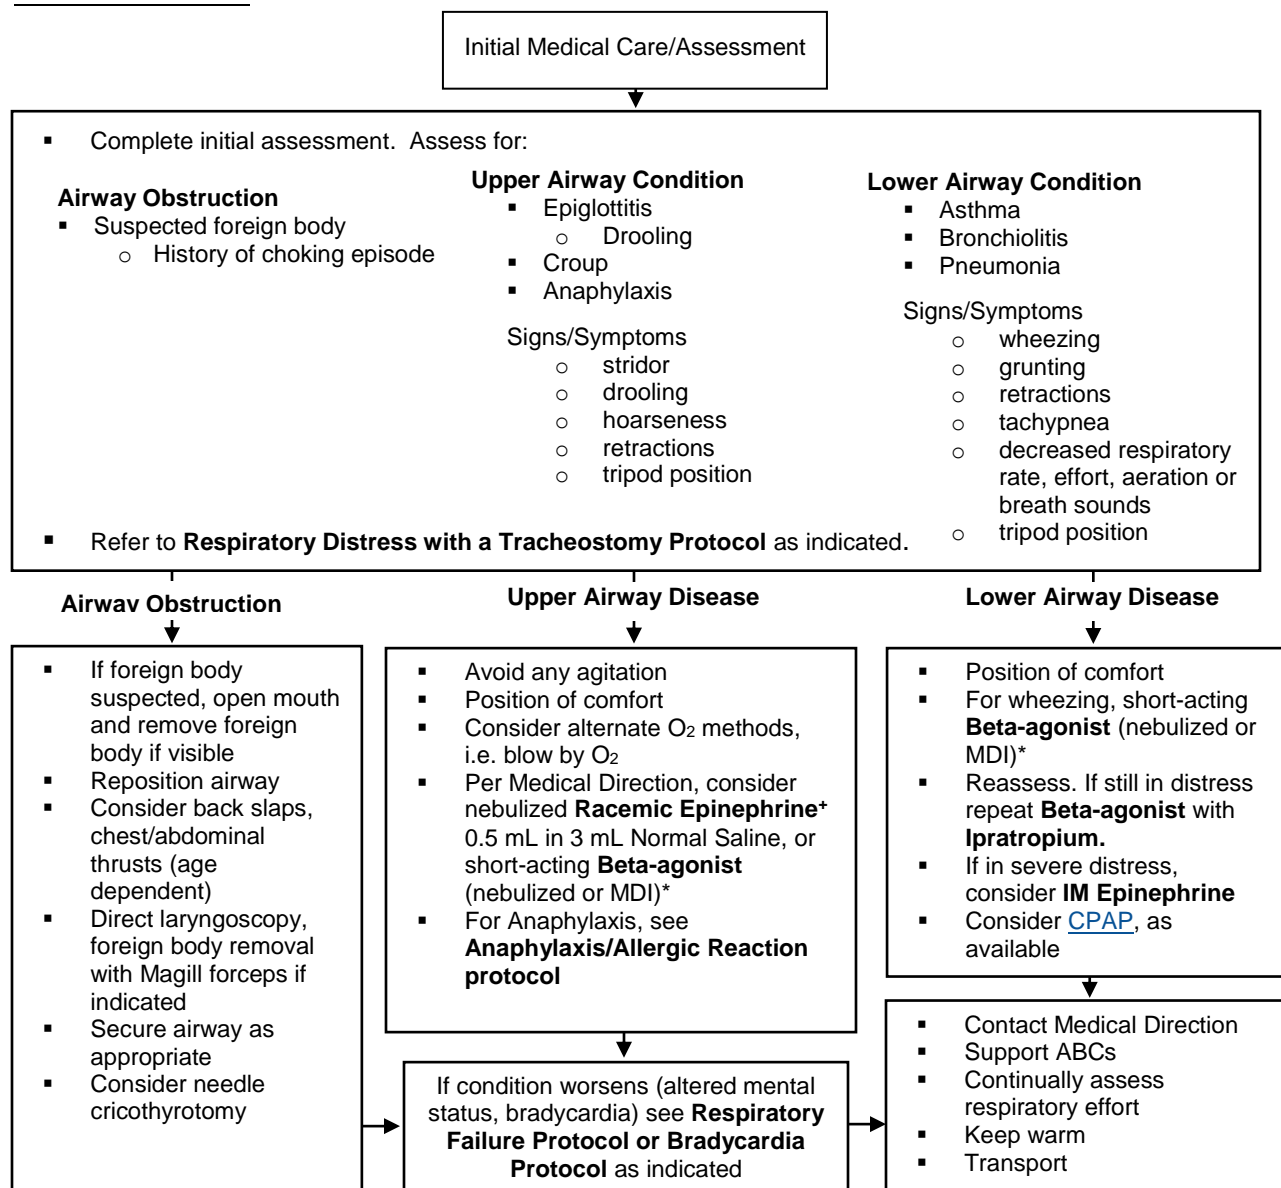 Initial Medical Care/Assessment
▪ Complete initial assessment.  Assess for:
Airway Obstruction
▪ Suspected foreign body
o History of choking episode
Upper Airway Condition
▪ Epiglottitis
o Drooling
▪ Croup
▪ Anaphylaxis
Signs/Symptoms
o stridor
o drooling
o hoarseness
o retractions
o tripod position
Lower Airway Condition
▪ Asthma
▪ Bronchiolitis
▪ Pneumonia
Signs/Symptoms
o wheezing
o grunting
o retractions
o tachypnea
o decreased respiratory
rate, effort, aeration or
breath sounds
o tripod position
▪ Refer to Respiratory Distress with a Tracheostomy Protocol as indicated.
Airway Obstruction
▪ If foreign body
suspected, open mouth
and remove foreign
body if visible
▪ Reposition airway
▪ Consider back slaps,
chest/abdominal
thrusts (age
dependent)
▪ Direct laryngoscopy,
foreign body removal
with Magill forceps if
indicated
▪ Secure airway as
appropriate
▪ Consider needle
cricothyrotomy
Upper Airway Disease
▪ Avoid any agitation
▪ Position of comfort
▪ Consider alternate O₂ methods,
i.e. blow by O₂
▪ Per Medical Direction, consider
nebulized Racemic Epinephrine⁺
0.5 mL in 3 mL Normal Saline, or
short-acting Beta-agonist
(nebulized or MDI)*
▪ For Anaphylaxis, see
Anaphylaxis/Allergic Reaction
protocol
If condition worsens (altered mental
status, bradycardia) see Respiratory
Failure Protocol or Bradycardia
Protocol as indicated
Lower Airway Disease
▪ Position of comfort
▪ For wheezing, short-acting
Beta-agonist (nebulized or
MDI)*
▪ Reassess. If still in distress
repeat Beta-agonist with
Ipratropium.
▪ If in severe distress,
consider IM Epinephrine
▪ Consider CPAP, as
available
▪ Contact Medical Direction
▪ Support ABCs
▪ Continually assess
respiratory effort
▪ Keep warm
▪ Transport